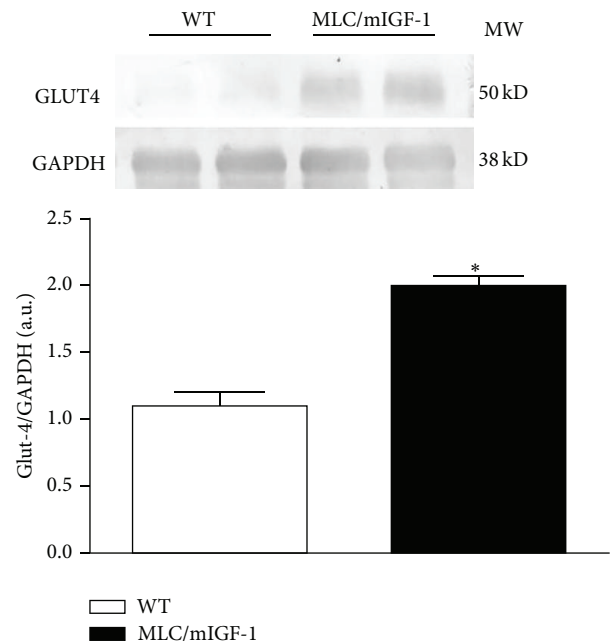 WT MLC/mIGF-1 MW
GLUT4 50 kD
GAPDH 38 kD
2.5
2.0
1.5
1.0
0.5
0.0
Glut-4/GAPDH (a.u.)
*
WT
MLC/mIGF-1